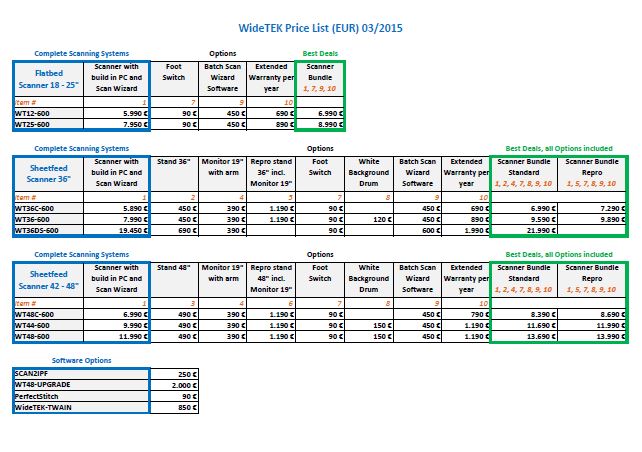 WideTEK Price List (EUR) 03/2015
Complete Scanning Systems Options Best Deals
Flatbed Scanner 18 - 25" Scanner with build in PC and Scan Wizard Foot Switch Batch Scan Wizard Software Extended Warranty per year Scanner Bundle 1, 7, 9, 10
Item # 1 7 9 10
WT12-600 5.990 € 90 € 450 € 690 € 6.990 €
WT25-600 7.950 € 90 € 450 € 890 € 8.990 €
Complete Scanning Systems Options Best Deals, all Options included
Sheetfeed Scanner 36" Scanner with build in PC and Scan Wizard Stand 36" Monitor 19" with arm Repro stand 36" incl. Monitor 19" Foot Switch White Background Drum Batch Scan Wizard Software Extended Warranty per year Scanner Bundle Standard 1, 2, 4, 7, 8, 9, 10 Scanner Bundle Repro 1, 5, 7, 8, 9, 10
Item # 1 2 4 5 7 8 9 10
WT36C-600 5.890 € 450 € 390 € 1.190 € 90 € 450 € 690 € 6.990 € 7.290 €
WT36-600 7.990 € 450 € 390 € 1.190 € 90 € 120 € 450 € 890 € 9.590 € 9.890 €
WT36DS-600 19.450 € 690 € 390 € 90 € 600 € 1.990 € 21.990 €
Complete Scanning Systems Options Best Deals, all Options included
Sheetfeed Scanner 42 - 48" Scanner with build in PC and Scan Wizard Stand 48" Monitor 19" with arm Repro stand 48" incl. Monitor 19" Foot Switch White Background Drum Batch Scan Wizard Software Extended Warranty per year Scanner Bundle Standard 1, 2, 4, 7, 8, 9, 10 Scanner Bundle Repro 1, 5, 7, 8, 9, 10
Item # 1 3 4 6 7 8 9 10
WT48C-600 6.990 € 490 € 390 € 1.190 € 90 € 450 € 790 € 8.390 € 8.690 €
WT44-600 9.990 € 490 € 390 € 1.190 € 90 € 150 € 450 € 1.190 € 11.690 € 11.990 €
WT48-600 11.990 € 490 € 390 € 1.190 € 90 € 150 € 450 € 1.190 € 13.690 € 13.990 €
Software Options
SCAN2IPF 250 €
WT48-UPGRADE 2.000 €
PerfectStitch 90 €
WideTEK-TWAIN 850 €